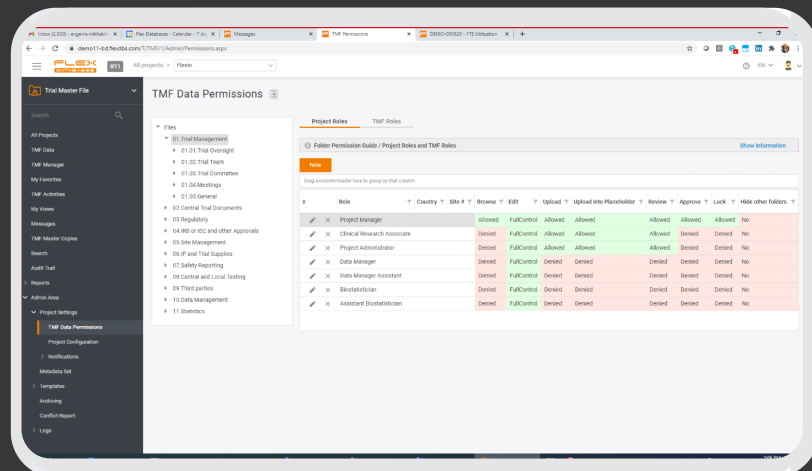 Inbox (2,830) - evgenia.mikhalch
Flex Databases - Calendar - 7 dec
Messages
TMF Permissions
DEMO-090620 - FTE Utilization
demo11-bd.flexdbs.com/T/TMF/1/Admin/Permissions.aspx
FLEX
DATABASES
R11
All projects
Flexin
EN
Trial Master File
Search
All Projects
TMF Data
TMF Manager
My Favorites
TMF Activities
My Views
Messages
TMF Master Copies
Search
Audit Trail
Reports
Admin Area
Project Settings
TMF Data Permissions
Project Configuration
Notifications
Metadata Set
Templates
Archiving
Conflict Report
Logs
TMF Data Permissions
Files
01.Trial Management
01.01.Trial Oversight
01.02.Trial Team
01.03.Trial Committee
01.04.Meetings
01.05.General
02.Central Trial Documents
03.Regulatory
04.IRB or IEC and other Approvals
05.Site Management
06.IP and Trial Supplies
07.Safety Reporting
08.Central and Local Testing
09.Third parties
10.Data Management
11.Statistics
Project Roles TMF Roles
Folder Permission Guide / Project Roles and TMF Roles Show Information
New
Drag a column header here to group by that column
# Role Country Site # Browse Edit Upload Upload into Placeholder Review Approve Lock Hide other folders
Project Manager Allowed FullControl Allowed Allowed Allowed Allowed Allowed No
Clinical Research Associate Denied FullControl Allowed Allowed Allowed Denied Denied No
Project Administrator Denied FullControl Allowed Allowed Allowed Denied Denied No
Data Manager Denied FullControl Denied Denied Denied Denied Denied No
Data Manager Assistant Denied FullControl Denied Denied Denied Denied Denied No
Biostatistician Denied FullControl Denied Denied Denied Denied Denied No
Assistant Biostatistician Denied FullControl Denied Denied Denied Denied Denied No